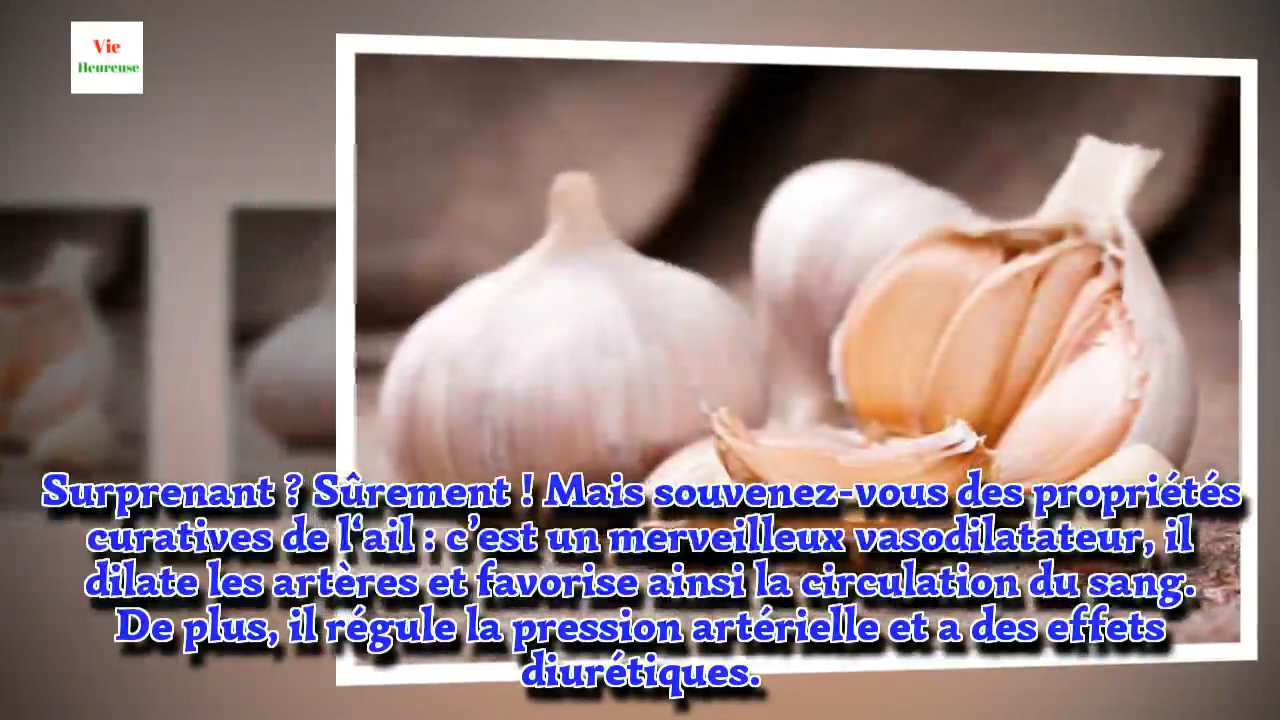 Vie
Heureuse
Surprenant ? Sûrement ! Mais souvenez-vous des propriétés
curatives de l‘ail : c’est un merveilleux vasodilatateur, il
dilate les artères et favorise ainsi la circulation du sang.
De plus, il régule la pression artérielle et a des effets
diurétiques.